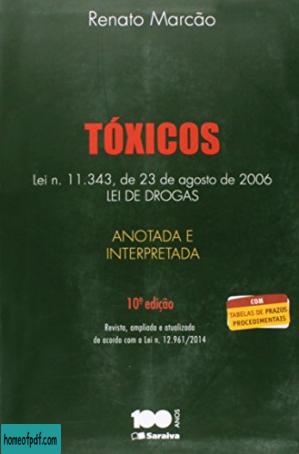 Renato Marcão
TÓXICOS
Lei n. 11.343, de 23 de agosto de 2006
LEI DE DROGAS
ANOTADA E
INTERPRETADA
10ª edição
COM
TABELAS DE PRAZOS
PROCEDIMENTAIS
Revista, ampliada e atualizada
de acordo com a Lei n. 12.961/2014
100 ANOS
Saraiva
homeofpdf.com